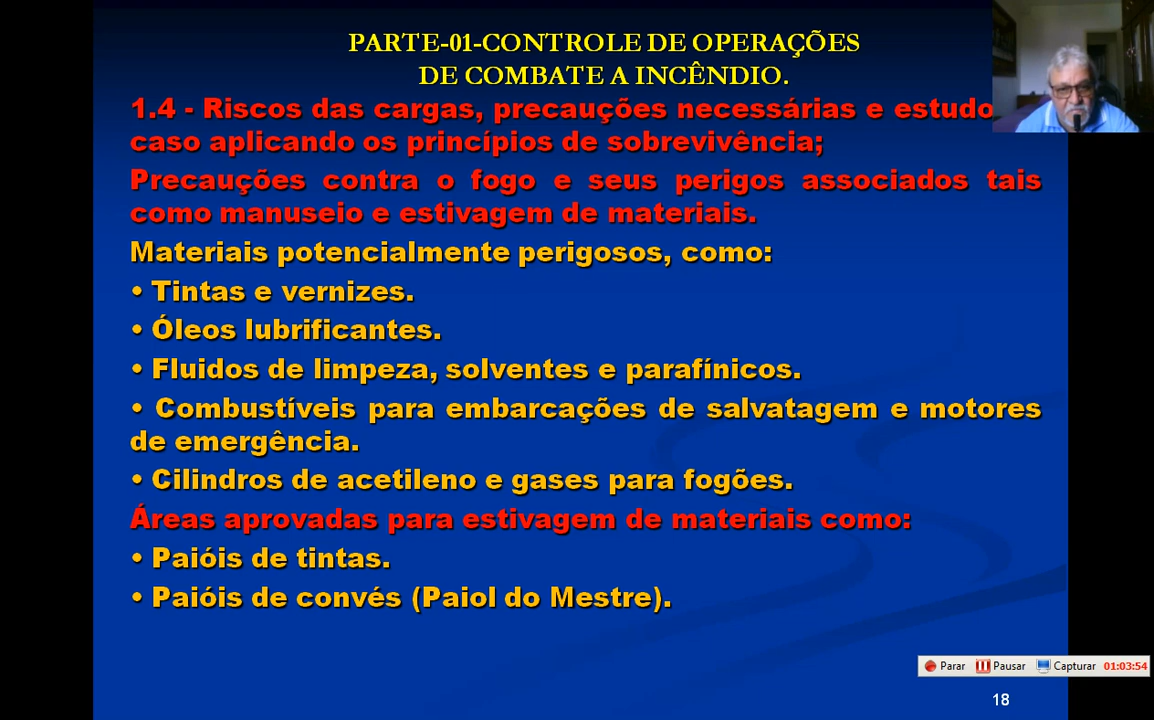 PARTE-01-CONTROLE DE OPERAÇÕES
DE COMBATE A INCÊNDIO.
1.4 - Riscos das cargas, precauções necessárias e estudo
caso aplicando os princípios de sobrevivência;
Precauções contra o fogo e seus perigos associados tais
como manuseio e estivagem de materiais.
Materiais potencialmente perigosos, como:
• Tintas e vernizes.
• Óleos lubrificantes.
• Fluidos de limpeza, solventes e parafínicos.
• Combustíveis para embarcações de salvatagem e motores
de emergência.
• Cilindros de acetileno e gases para fogões.
Áreas aprovadas para estivagem de materiais como:
• Paióis de tintas.
• Paióis de convés (Paiol do Mestre).
Parar Pausar Capturar 01:03:54
18